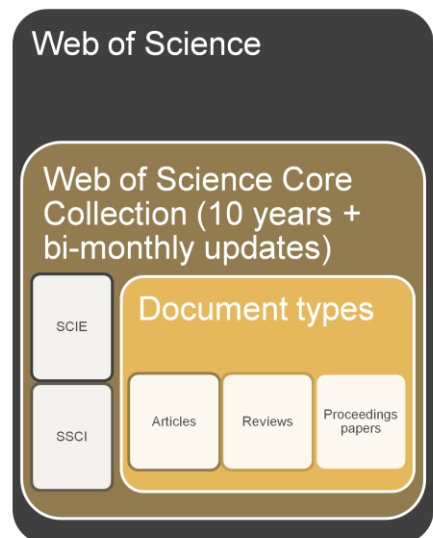 Web of Science
Web of Science Core
Collection (10 years +
bi-monthly updates)
SCIE
SSCI
Document types
Articles
Reviews
Proceedings
papers